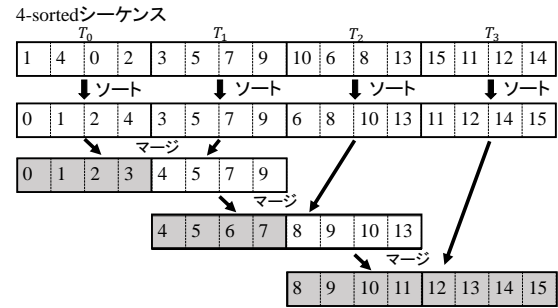 4-sortedシーケンス
T₀ T₁ T₂ T₃
1 4 0 2 3 5 7 9 10 6 8 13 15 11 12 14
ソート ソート ソート ソート
0 1 2 4 3 5 7 9 6 8 10 13 11 12 14 15
マージ
0 1 2 3 4 5 7 9
マージ
4 5 6 7 8 9 10 13
マージ
8 9 10 11 12 13 14 15